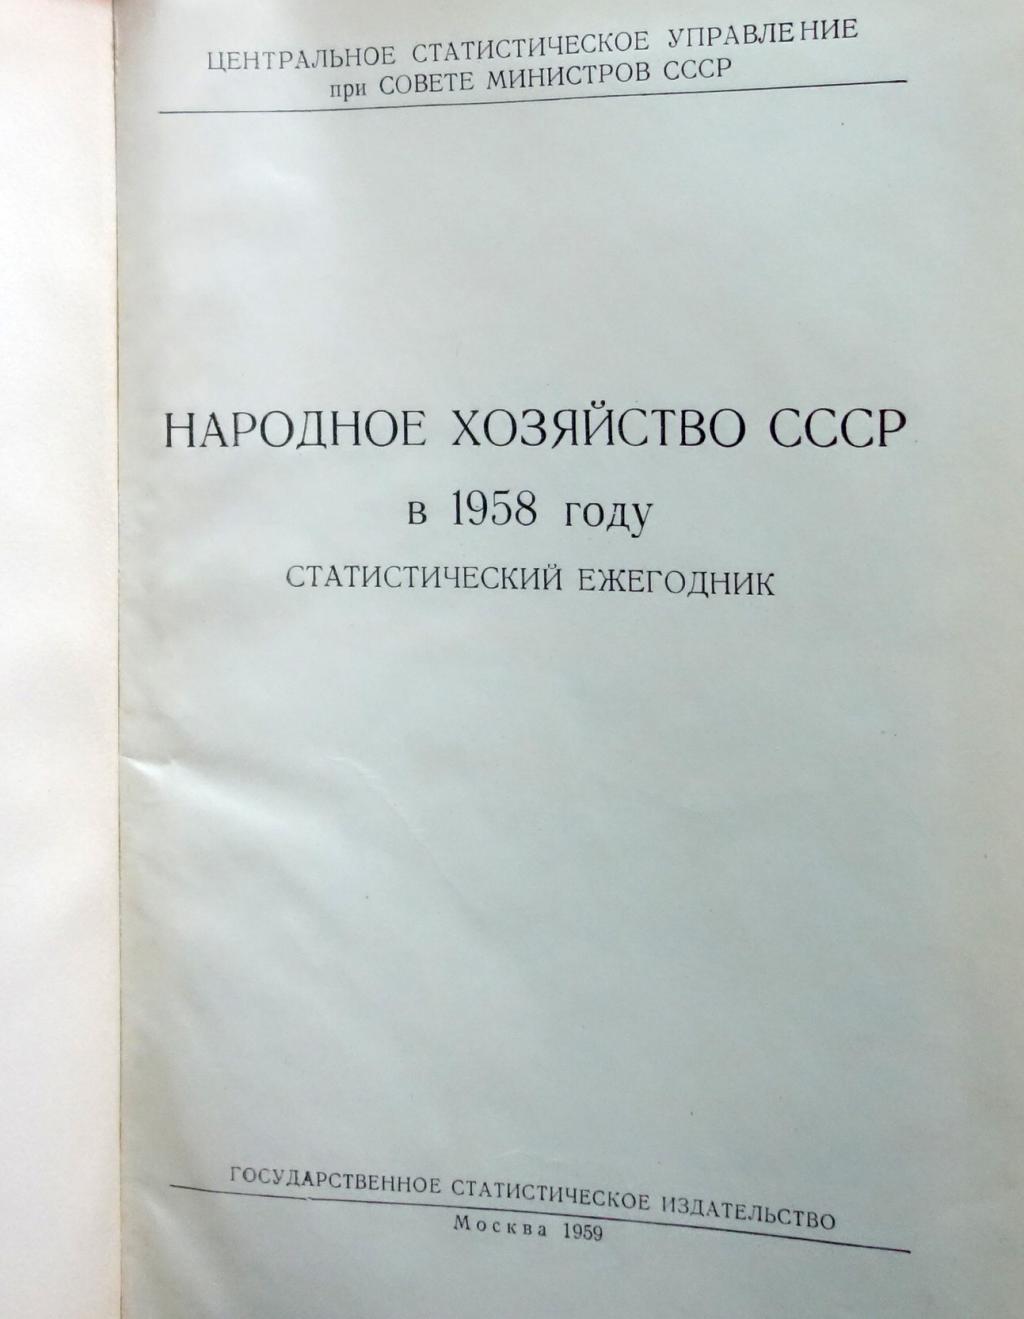 ЦЕНТРАЛЬНОЕ СТАТИСТИЧЕСКОЕ УПРАВЛЕНИЕ
при СОВЕТЕ МИНИСТРОВ СССР
НАРОДНОЕ ХОЗЯЙСТВО СССР
в 1958 году
СТАТИСТИЧЕСКИЙ ЕЖЕГОДНИК
ГОСУДАРСТВЕННОЕ СТАТИСТИЧЕСКОЕ ИЗДАТЕЛЬСТВО
Москва 1959